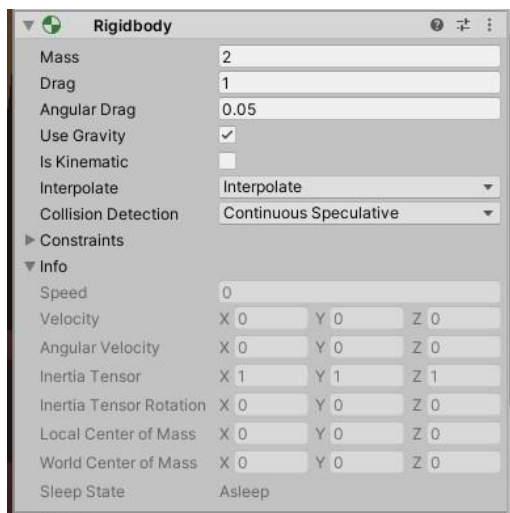 Rigidbody
Mass 2
Drag 1
Angular Drag 0.05
Use Gravity
Is Kinematic
Interpolate Interpolate
Collision Detection Continuous Speculative
Constraints
Info
Speed 0
Velocity X 0 Y 0 Z 0
Angular Velocity X 0 Y 0 Z 0
Inertia Tensor X 1 Y 1 Z 1
Inertia Tensor Rotation X 0 Y 0 Z 0
Local Center of Mass X 0 Y 0 Z 0
World Center of Mass X 0 Y 0 Z 0
Sleep State Asleep